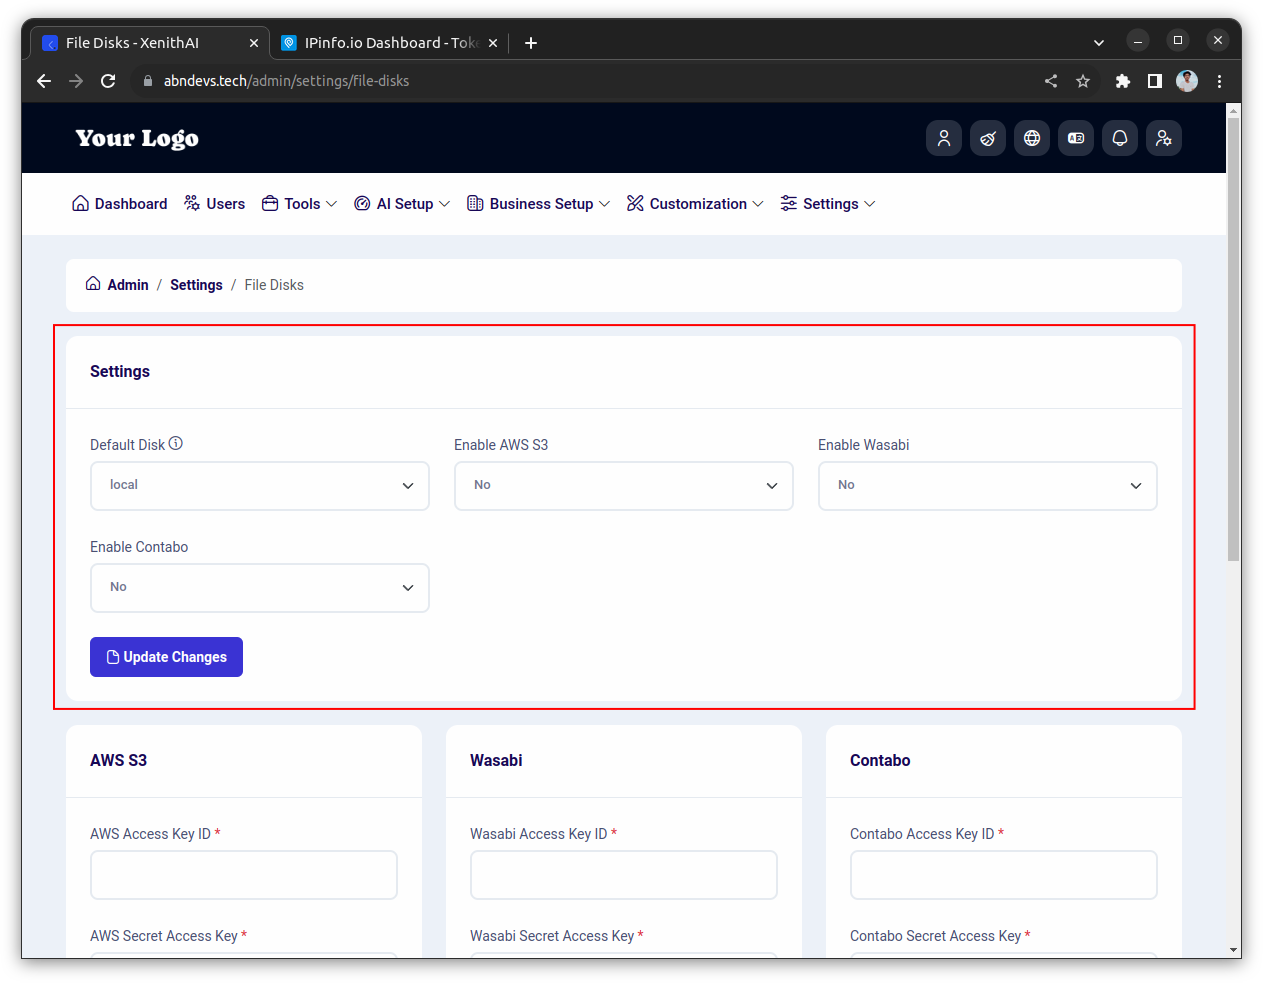 File Disks - XenithAI
IPinfo.io Dashboard - Toke
abndevs.tech/admin/settings/file-disks
Your Logo
Dashboard Users Tools AI Setup Business Setup Customization Settings
Admin / Settings / File Disks
Settings
Default Disk Enable AWS S3 Enable Wasabi
local No No
Enable Contabo
No
Update Changes
AWS S3 Wasabi Contabo
AWS Access Key ID * Wasabi Access Key ID * Contabo Access Key ID *
AWS Secret Access Key * Wasabi Secret Access Key * Contabo Secret Access Key *